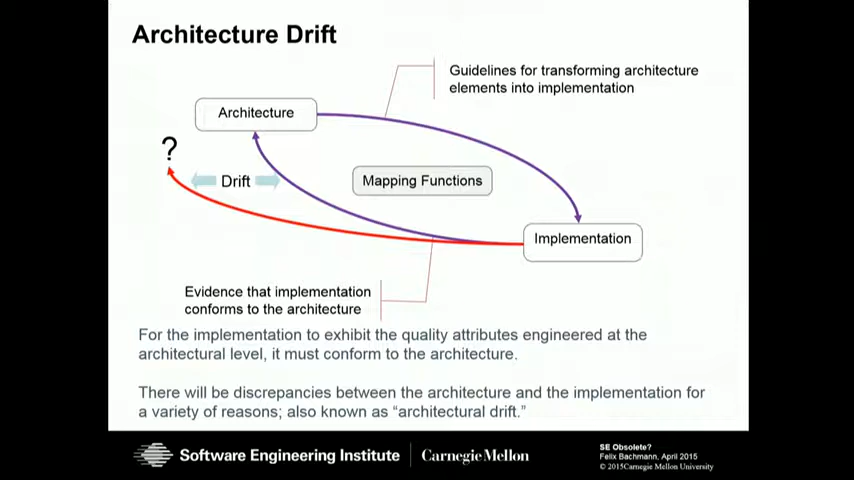 Architecture Drift
Guidelines for transforming architecture
elements into implementation
Architecture
?
Drift
Mapping Functions
Implementation
Evidence that implementation
conforms to the architecture
For the implementation to exhibit the quality attributes engineered at the
architectural level, it must conform to the architecture.
There will be discrepancies between the architecture and the implementation for
a variety of reasons; also known as “architectural drift.”
Software Engineering Institute
Carnegie Mellon
SE Obsolete?
Felix Bachmann, April 2015
© 2015Carnegie Mellon University